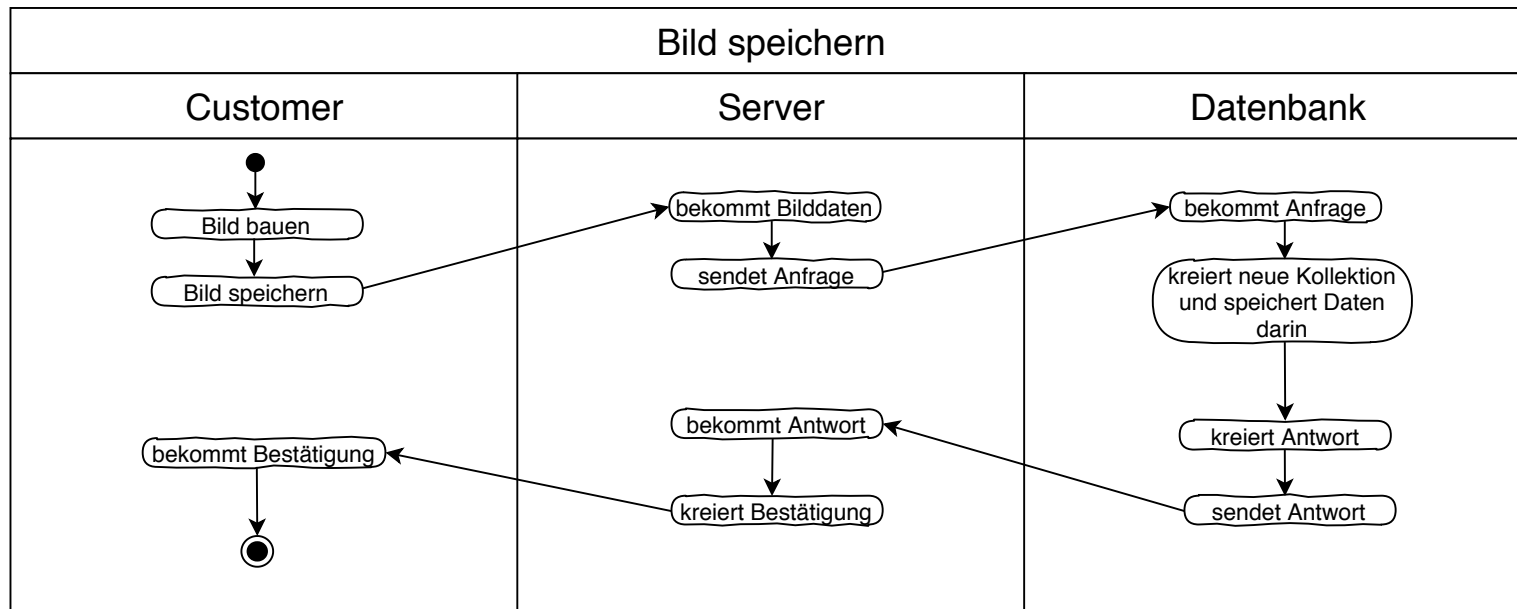 Bild speichern
Customer
Server
Datenbank
Bild bauen
Bild speichern
bekommt Bilddaten
sendet Anfrage
bekommt Anfrage
kreiert neue Kollektion
und speichert Daten
darin
kreiert Antwort
sendet Antwort
bekommt Antwort
kreiert Bestätigung
bekommt Bestätigung